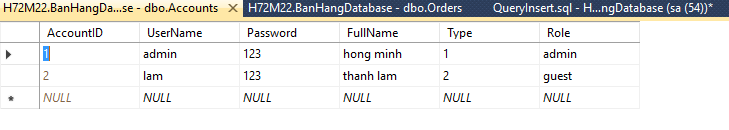 H72M22.BanHangDa...se - dbo.Accounts H72M22.BanHangDatabase - dbo.Orders QueryInsert.sql - H...ngDatabase (sa (54))*
AccountID UserName Password FullName Type Role
1 admin 123 hong minh 1 admin
2 lam 123 thanh lam 2 guest
NULL NULL NULL NULL NULL NULL